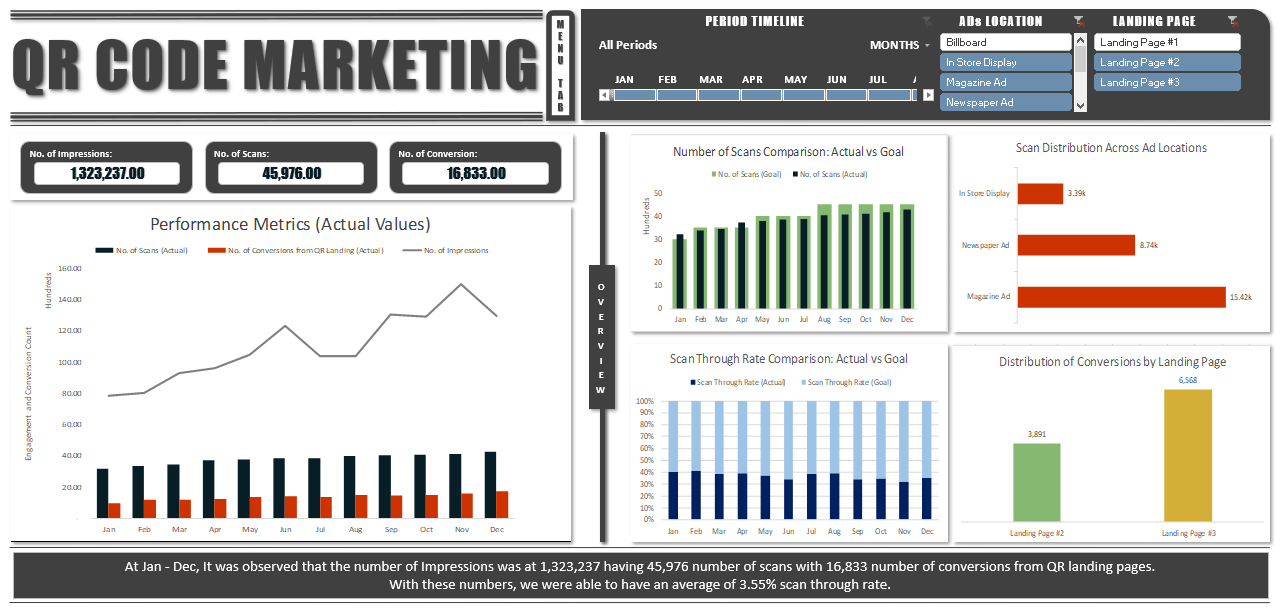 QR CODE MARKETING
MENU TAB
PERIOD TIMELINE
All Periods
MONTHS
JAN FEB MAR APR MAY JUN JUL
ADs LOCATION
Billboard
In Store Display
Magazine Ad
Newspaper Ad
LANDING PAGE
Landing Page #1
Landing Page #2
Landing Page #3
No. of Impressions:
1,323,237.00
No. of Scans:
45,976.00
No. of Conversion:
16,833.00
Performance Metrics (Actual Values)
No. of Scans (Actual) No. of Conversions from QR Landing (Actual) No. of Impressions
Hundreds
Engagement and Conversion Count
160.00
140.00
120.00
100.00
80.00
60.00
40.00
20.00
-
Jan Feb Mar Apr May Jun Jul Aug Sep Oct Nov Dec
OVERVIEW
Number of Scans Comparison: Actual vs Goal
No. of Scans (Goal) No. of Scans (Actual)
Hundreds
50
40
30
20
10
0
Jan Feb Mar Apr May Jun Jul Aug Sep Oct Nov Dec
Scan Distribution Across Ad Locations
In Store Display 3.39k
Newspaper Ad 8.74k
Magazine Ad 15.42k
Scan Through Rate Comparison: Actual vs Goal
Scan Through Rate (Actual) Scan Through Rate (Goal)
100%
90%
80%
70%
60%
50%
40%
30%
20%
10%
0%
Jan Feb Mar Apr May Jun Jul Aug Sep Oct Nov Dec
Distribution of Conversions by Landing Page
3,891
6,568
Landing Page #2
Landing Page #3
At Jan - Dec, It was observed that the number of Impressions was at 1,323,237 having 45,976 number of scans with 16,833 number of conversions from QR landing pages.
With these numbers, we were able to have an average of 3.55% scan through rate.